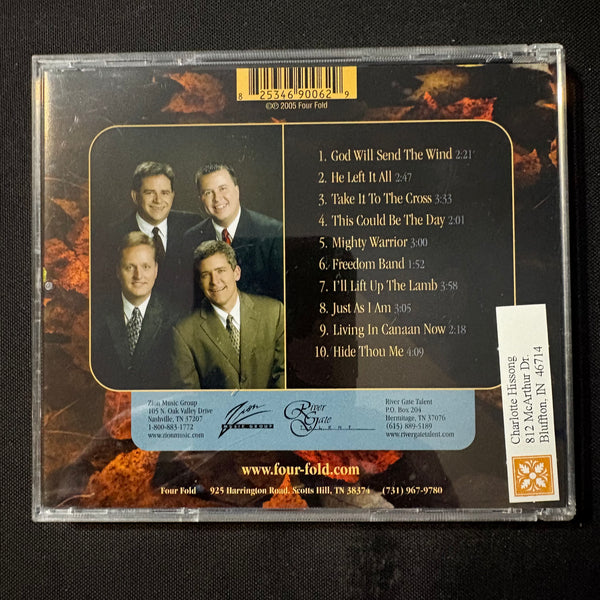 8 25346 90062 9
©℗ 2005 Four Fold
1. God Will Send The Wind 2:21
2. He Left It All 2:47
3. Take It To The Cross 3:33
4. This Could Be The Day 2:01
5. Mighty Warrior 3:00
6. Freedom Band 1:52
7. I'll Lift Up The Lamb 3:58
8. Just As I Am 3:05
9. Living In Canaan Now 2:18
10. Hide Thou Me 4:09
Zion Music Group
105 N. Oak Valley Drive
Nashville, TN 37207
1-800-883-1772
www.zionmusic.com
Zion
MUSIC GROUP
River
Gate
TALENT
River Gate Talent
P.O. Box 204
Hermitage, TN 37076
(615) 889-5189
www.rivergatetalent.com
www.four-fold.com
Four Fold 925 Harrington Road, Scotts Hill, TN 38374 (731) 967-9780
Charlotte Hissong
812 McArthur Dr.
Bluffton, IN 46714